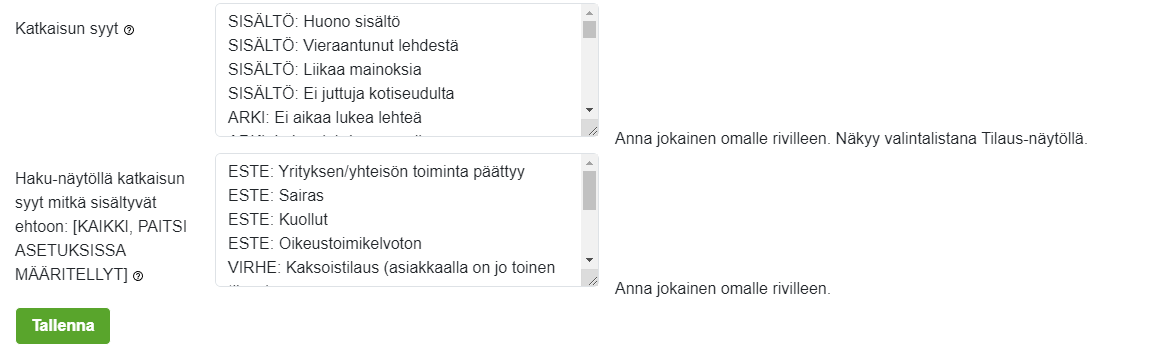 Katkaisun syyt
SISÄLTÖ: Huono sisältö
SISÄLTÖ: Vieraantunut lehdestä
SISÄLTÖ: Liikaa mainoksia
SISÄLTÖ: Ei juttuja kotiseudulta
ARKI: Ei aikaa lukea lehteä
Anna jokainen omalle rivilleen. Näkyy valintalistana Tilaus-näytöllä.
Haku-näytöllä katkaisun
syyt mitkä sisältyvät
ehtoon: [KAIKKI, PAITSI
ASETUKSISSA
MÄÄRITELLYT]
ESTE: Yrityksen/yhteisön toiminta päättyy
ESTE: Sairas
ESTE: Kuollut
ESTE: Oikeustoimikelvoton
VIRHE: Kaksoistilaus (asiakkaalla on jo toinen
Anna jokainen omalle rivilleen.
Tallenna